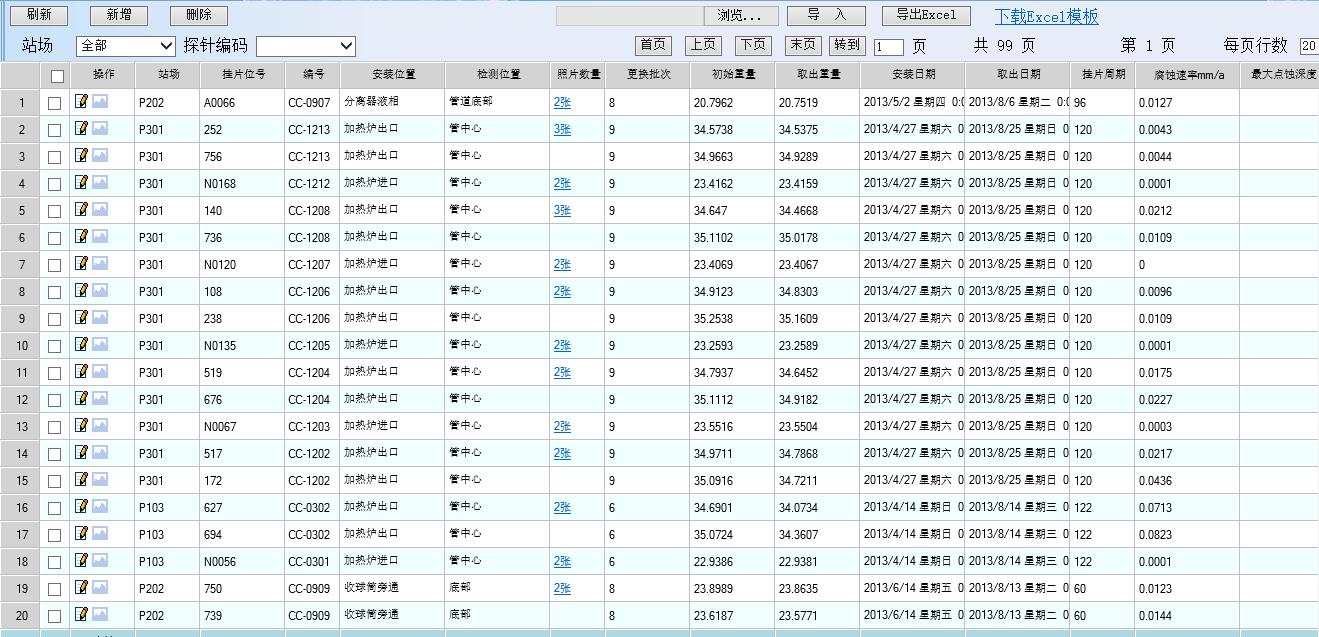 刷新 新增 删除 浏览... 导 入 导出Excel 下载Excel模板
站场 全部 探针编码 首页 上页 下页 末页 转到 1 页 共 99 页 第 1 页 每页行数 20
操作 站场 挂片位号 编号 安装位置 检测位置 照片数量 更换批次 初始重量 取出重量 安装日期 取出日期 挂片周期 腐蚀速率mm/a 最大点蚀深度
1 P202 A0066 CC-0907 分离器液相 管道底部 2张 8 20.7962 20.7519 2013/5/2 星期四 0:0 2013/8/6 星期二 0:0 96 0.0127
2 P301 252 CC-1213 加热炉出口 管中心 3张 9 34.5738 34.5375 2013/4/27 星期六 0 2013/8/25 星期日 0 120 0.0043
3 P301 756 CC-1213 加热炉出口 管中心 9 34.9663 34.9289 2013/4/27 星期六 0 2013/8/25 星期日 0 120 0.0044
4 P301 N0168 CC-1212 加热炉进口 管中心 2张 9 23.4162 23.4159 2013/4/27 星期六 0 2013/8/25 星期日 0 120 0.0001
5 P301 140 CC-1208 加热炉出口 管中心 3张 9 34.647 34.4668 2013/4/27 星期六 0 2013/8/25 星期日 0 120 0.0212
6 P301 736 CC-1208 加热炉出口 管中心 9 35.1102 35.0178 2013/4/27 星期六 0 2013/8/25 星期日 0 120 0.0109
7 P301 N0120 CC-1207 加热炉进口 管中心 2张 9 23.4069 23.4067 2013/4/27 星期六 0 2013/8/25 星期日 0 120 0
8 P301 108 CC-1206 加热炉出口 管中心 2张 9 34.9123 34.8303 2013/4/27 星期六 0 2013/8/25 星期日 0 120 0.0096
9 P301 238 CC-1206 加热炉出口 管中心 9 35.2538 35.1609 2013/4/27 星期六 0 2013/8/25 星期日 0 120 0.0109
10 P301 N0135 CC-1205 加热炉进口 管中心 2张 9 23.2593 23.2589 2013/4/27 星期六 0 2013/8/25 星期日 0 120 0.0001
11 P301 519 CC-1204 加热炉出口 管中心 2张 9 34.7937 34.6452 2013/4/27 星期六 0 2013/8/25 星期日 0 120 0.0175
12 P301 676 CC-1204 加热炉出口 管中心 9 35.1112 34.9182 2013/4/27 星期六 0 2013/8/25 星期日 0 120 0.0227
13 P301 N0067 CC-1203 加热炉进口 管中心 2张 9 23.5516 23.5504 2013/4/27 星期六 0 2013/8/25 星期日 0 120 0.0003
14 P301 517 CC-1202 加热炉出口 管中心 2张 9 34.9711 34.7868 2013/4/27 星期六 0 2013/8/25 星期日 0 120 0.0217
15 P301 172 CC-1202 加热炉出口 管中心 9 35.0916 34.7211 2013/4/27 星期六 0 2013/8/25 星期日 0 120 0.0436
16 P103 627 CC-0302 加热炉出口 管中心 2张 6 34.6901 34.0734 2013/4/14 星期日 0 2013/8/14 星期三 0 122 0.0713
17 P103 694 CC-0302 加热炉出口 管中心 6 35.0724 34.3607 2013/4/14 星期日 0 2013/8/14 星期三 0 122 0.0823
18 P103 N0056 CC-0301 加热炉进口 管中心 2张 6 22.9386 22.9381 2013/4/14 星期日 0 2013/8/14 星期三 0 122 0.0001
19 P202 750 CC-0909 收球筒旁通 底部 2张 8 23.8989 23.8635 2013/6/14 星期五 0 2013/8/13 星期二 0 60 0.0123
20 P202 739 CC-0909 收球筒旁通 底部 8 23.6187 23.5771 2013/6/14 星期五 0 2013/8/13 星期二 0 60 0.0144